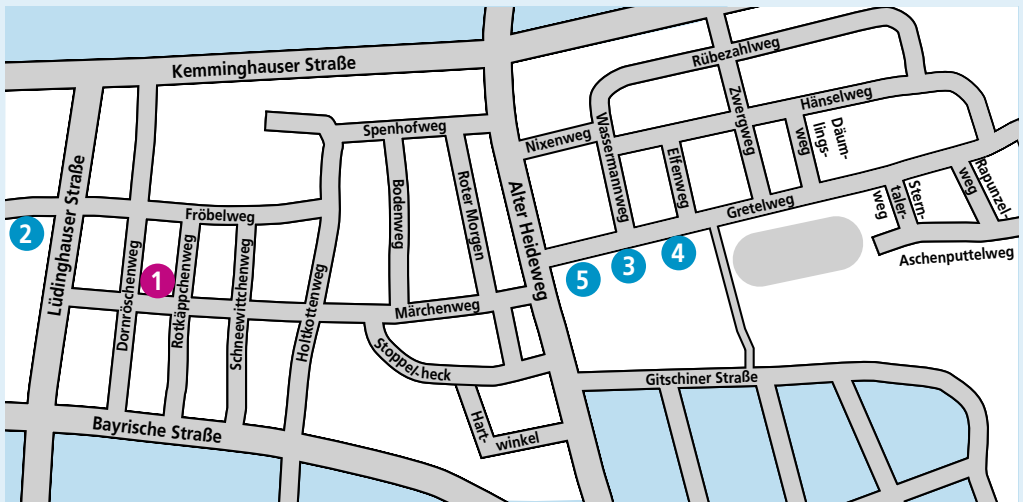 Kemminghauser Straße
Rübezahlweg
Hänselweg
Zwergweg
Däum-
lings-
weg
Spenhofweg
Nixenweg
Wassermannweg
Elfenweg
Lüdinghauser Straße
Bodenweg
Roter Morgen
Alter Heideweg
Gretelweg
Stern-
taler-
weg
Rapunzel-
weg
Fröbelweg
2
Dornröschenweg
1
Rotkäppchenweg
Schneewittchenweg
Holtkottenweg
5
3
4
Aschenputtelweg
Märchenweg
Stoppel-
heck
Gitschiner Straße
Hart-
winkel
Bayrische Straße